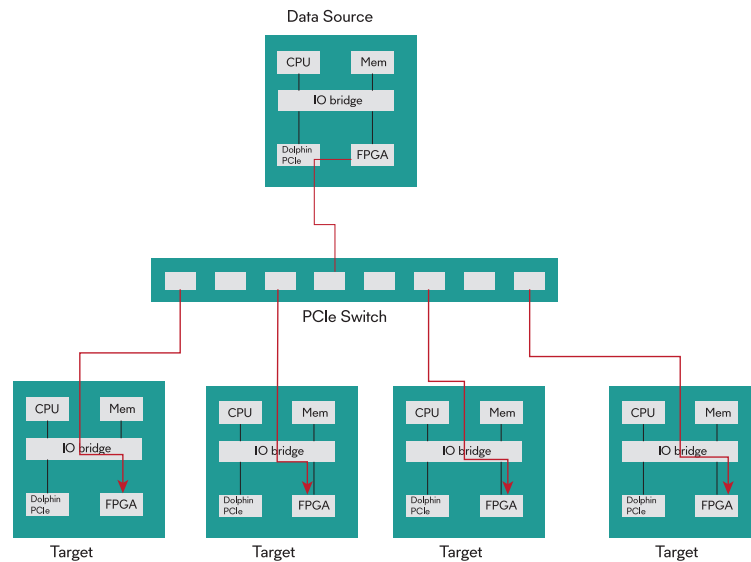 Data Source
CPU
Mem
IO bridge
Dolphin
PCIe
FPGA
PCIe Switch
CPU
Mem
IO bridge
Dolphin
PCIe
FPGA
Target
CPU
Mem
IO bridge
Dolphin
PCIe
FPGA
Target
CPU
Mem
IO bridge
Dolphin
PCIe
FPGA
Target
CPU
Mem
IO bridge
Dolphin
PCIe
FPGA
Target